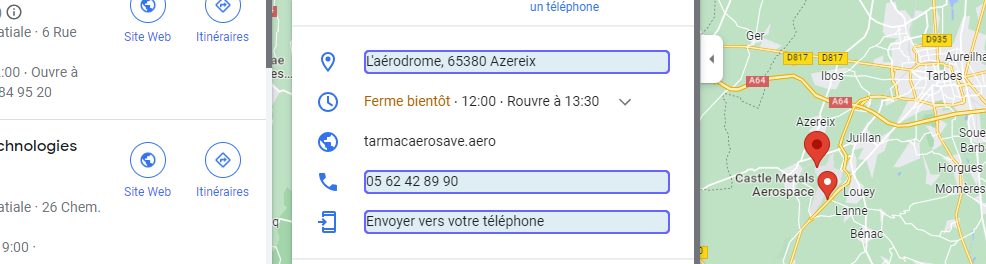 atiale · 6 Rue
Site Web
Itinéraires
:00 · Ouvre à
84 95 20
chnologies
Site Web
Itinéraires
atiale · 26 Chem.
9:00 ·
un téléphone
L'aérodrome, 65380 Azereix
Ferme bientôt · 12:00 · Rouvre à 13:30
tarmacaerosave.aero
05 62 42 89 90
Envoyer vers votre téléphone
ae
es...
Ger
D935
D817
D817
Aureilha
Ibos
Tarbes
A64
A64
Azereix
Juillan
Soue
Barb
Horgues
Castle Metals
Aerospace
Louey
Momères
Lanne
Bénac